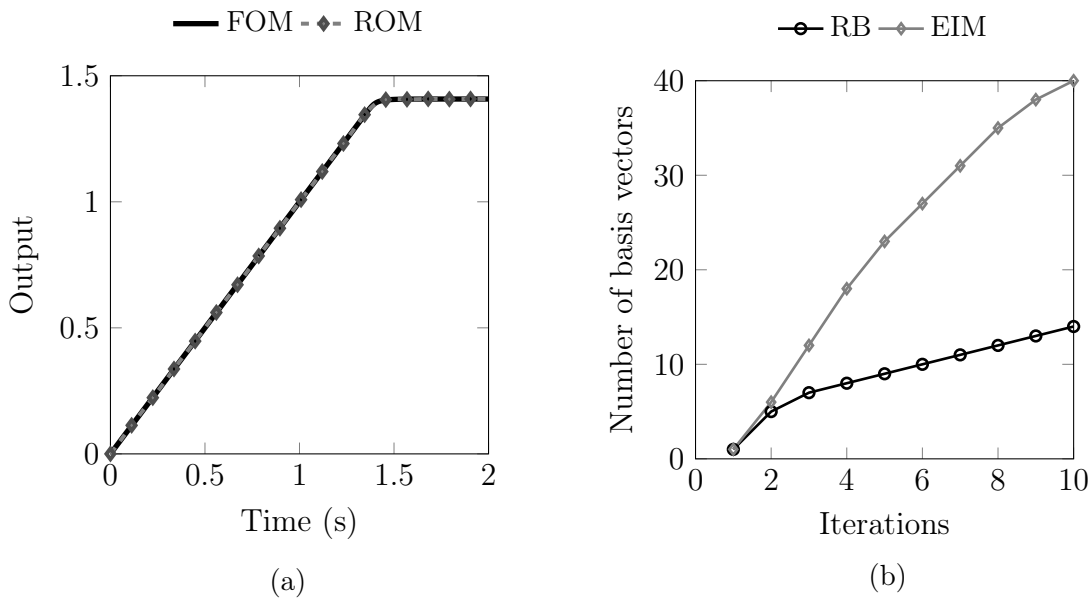 FOM ROM
1.5
1
0.5
0
Output
0 0.5 1 1.5 2
Time (s)
(a)
RB EIM
40
30
20
10
0
Number of basis vectors
0 2 4 6 8 10
Iterations
(b)